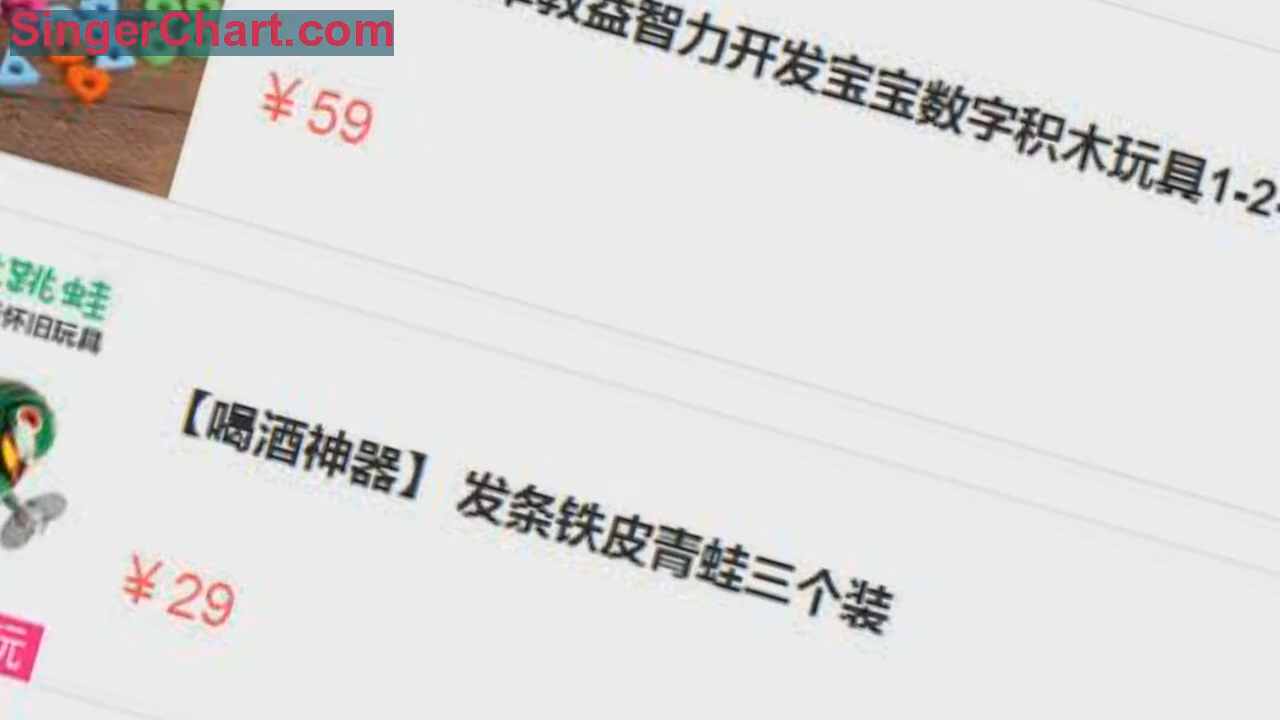 SingerChart.com
教益智力开发宝宝数字积木玩具1-2-
¥59
跳蛙
怀旧玩具
【喝酒神器】 发条铁皮青蛙三个装
¥29
元